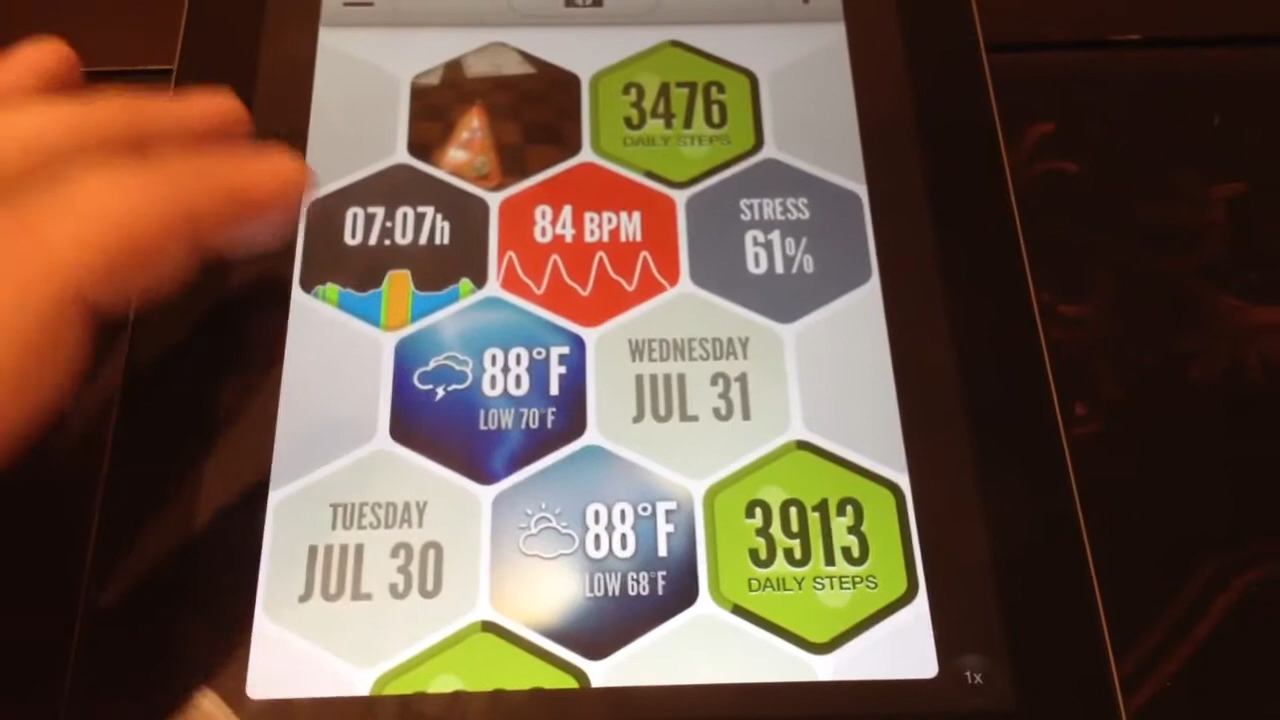 3476
DAILY STEPS
07:07h
84 BPM
STRESS
61%
88°F
LOW 70°F
WEDNESDAY
JUL 31
TUESDAY
JUL 30
88°F
LOW 68°F
3913
DAILY STEPS
1x